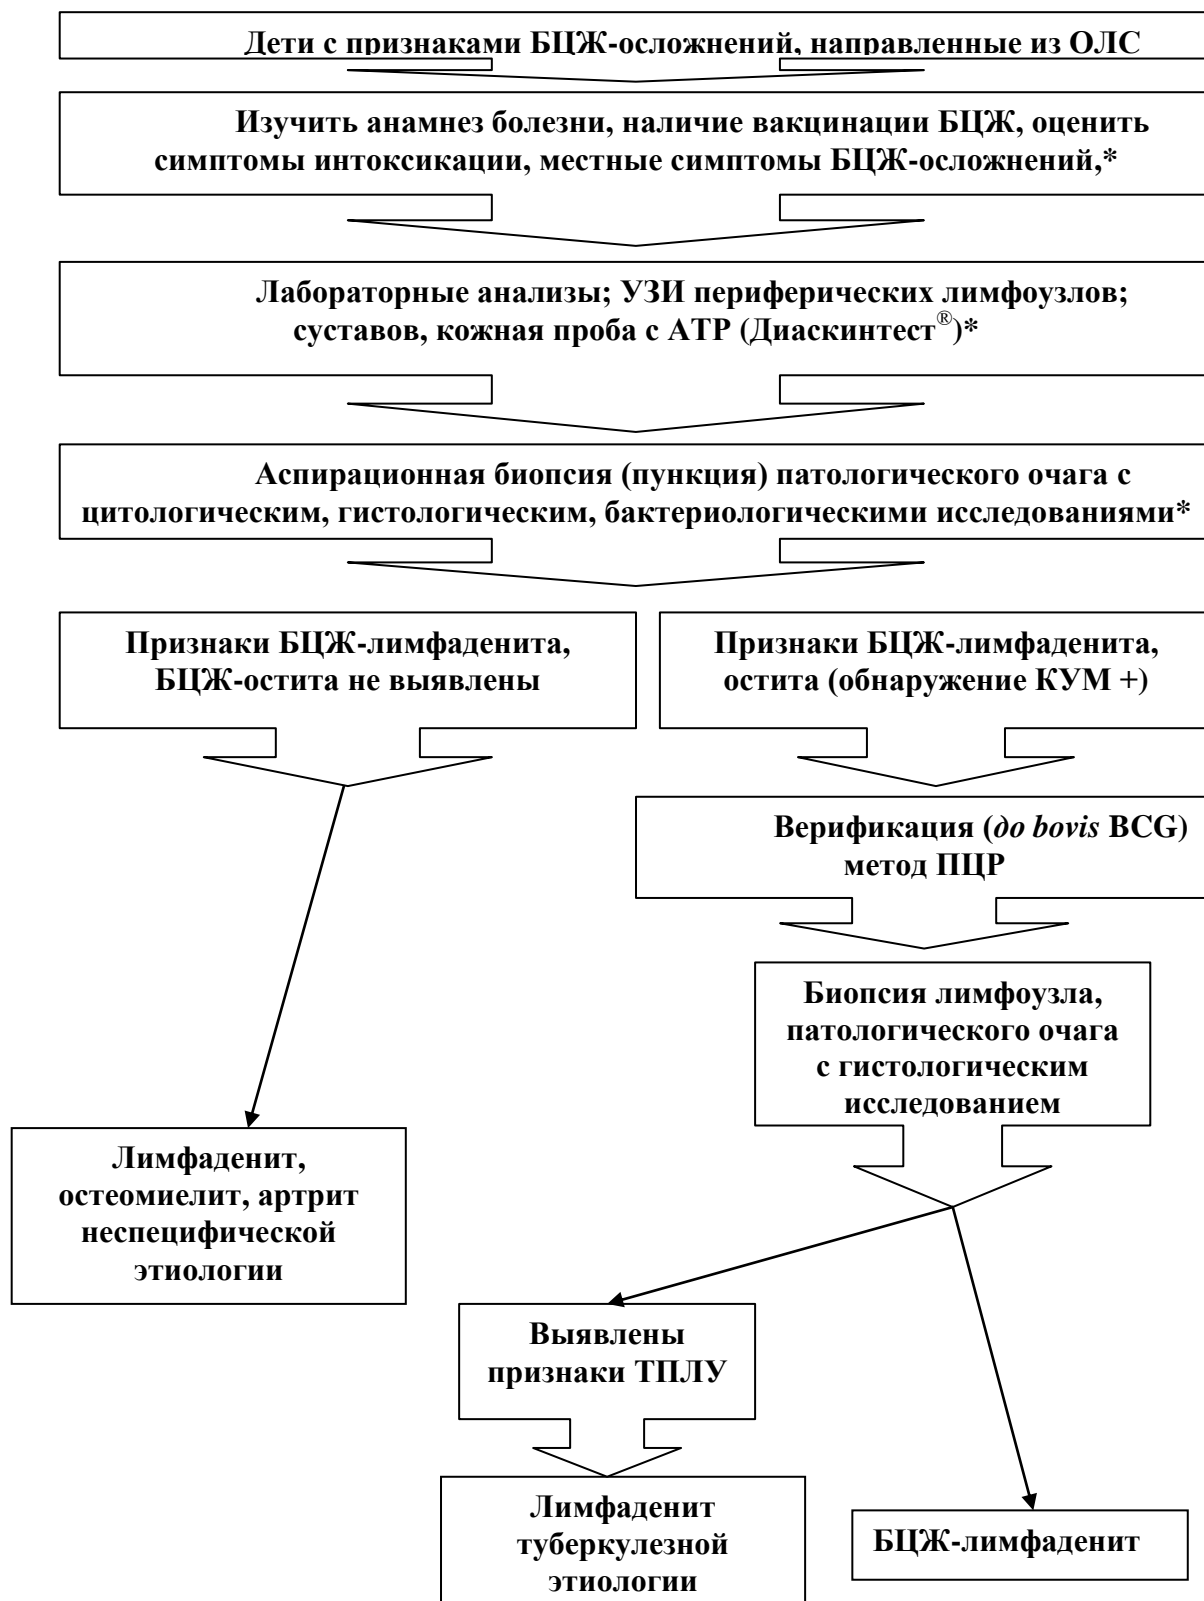 Дети с признаками БЦЖ-осложнений, направленные из ОЛС
Изучить анамнез болезни, наличие вакцинации БЦЖ, оценить
симптомы интоксикации, местные симптомы БЦЖ-осложнений,*
Лабораторные анализы; УЗИ периферических лимфоузлов;
суставов, кожная проба с АТР (Диаскинтест®)*
Аспирационная биопсия (пункция) патологического очага с
цитологическим, гистологическим, бактериологическими исследованиями*
Признаки БЦЖ-лимфаденита,
БЦЖ-остита не выявлены
Признаки БЦЖ-лимфаденита,
остита (обнаружение КУМ +)
Верификация (до bovis BCG)
метод ПЦР
Биопсия лимфоузла,
патологического очага
с гистологическим
исследованием
Лимфаденит,
остеомиелит, артрит
неспецифической
этиологии
Выявлены
признаки ТПЛУ
Лимфаденит
туберкулезной
этиологии
БЦЖ-лимфаденит